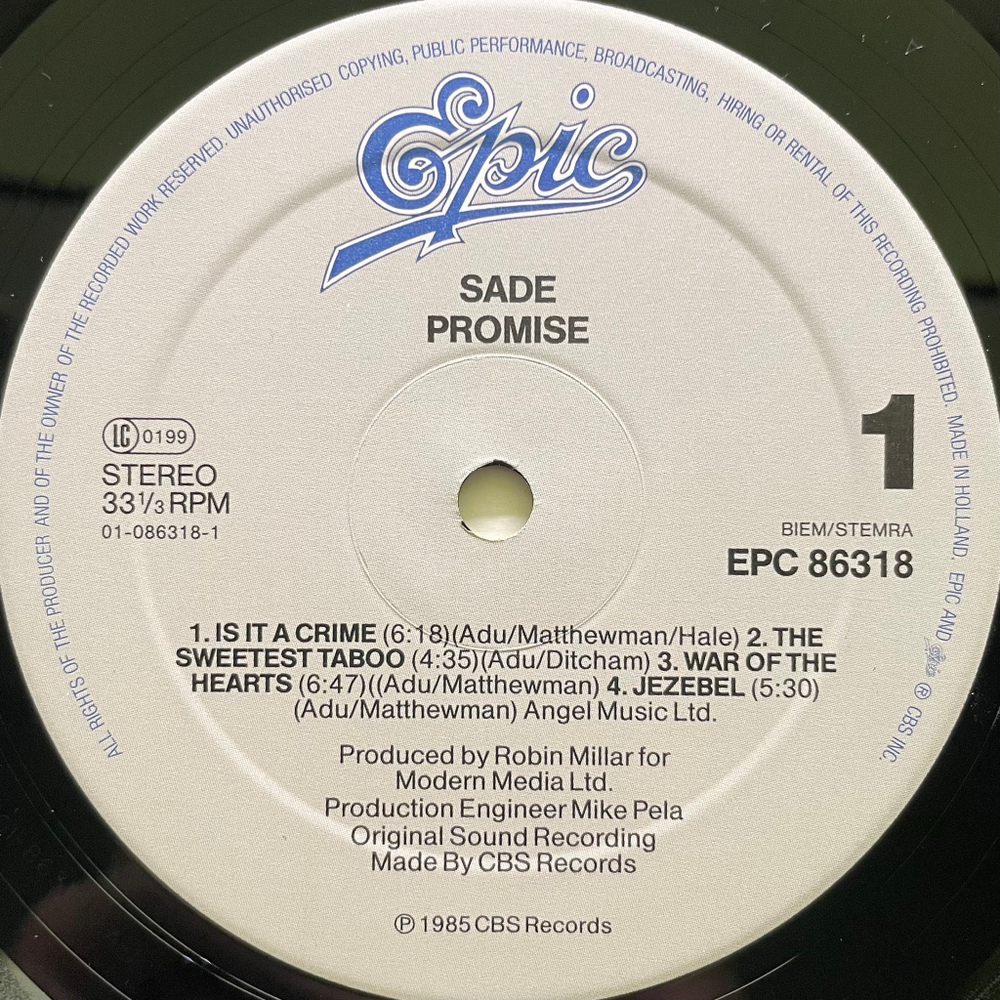 ALL RIGHTS OF THE PRODUCER AND OF THE OWNER OF THE RECORDED WORK RESERVED. UNAUTHORISED COPYING, PUBLIC PERFORMANCE, BROADCASTING, HIRING OR RENTAL OF THIS RECORDING PROHIBITED. MADE IN HOLLAND. EPIC AND Epic ℗ CBS INC.
Epic
SADE
PROMISE
1
LC 0199
STEREO
33 1/3 RPM
01-086318-1
BIEM/STEMRA
EPC 86318
1. IS IT A CRIME (6:18)(Adu/Matthewman/Hale) 2. THE
SWEETEST TABOO (4:35)(Adu/Ditcham) 3. WAR OF THE
HEARTS (6:47)((Adu/Matthewman) 4. JEZEBEL (5:30)
(Adu/Matthewman) Angel Music Ltd.
Produced by Robin Millar for
Modern Media Ltd.
Production Engineer Mike Pela
Original Sound Recording
Made By CBS Records
℗ 1985 CBS Records